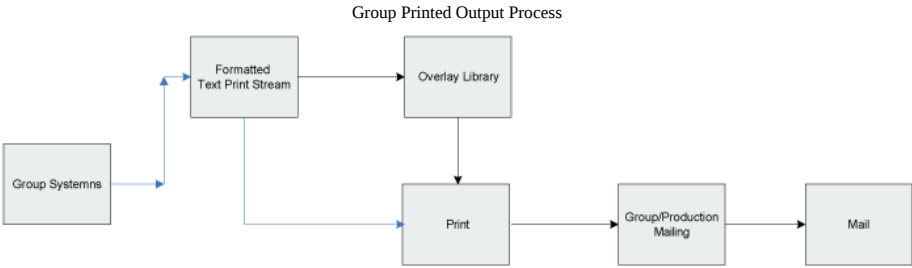 Group Printed Output Process
Formatted
Text Print Stream
Overlay Library
Group Systemns
Print
Group/Production
Mailing
Mail